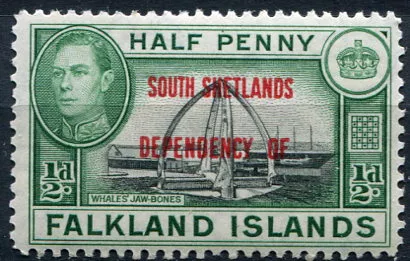 HALF PENNY
SOUTH SHETLANDS
DEPENDENCY OF
½d
½d
WHALES' JAW-BONES
FALKLAND ISLANDS